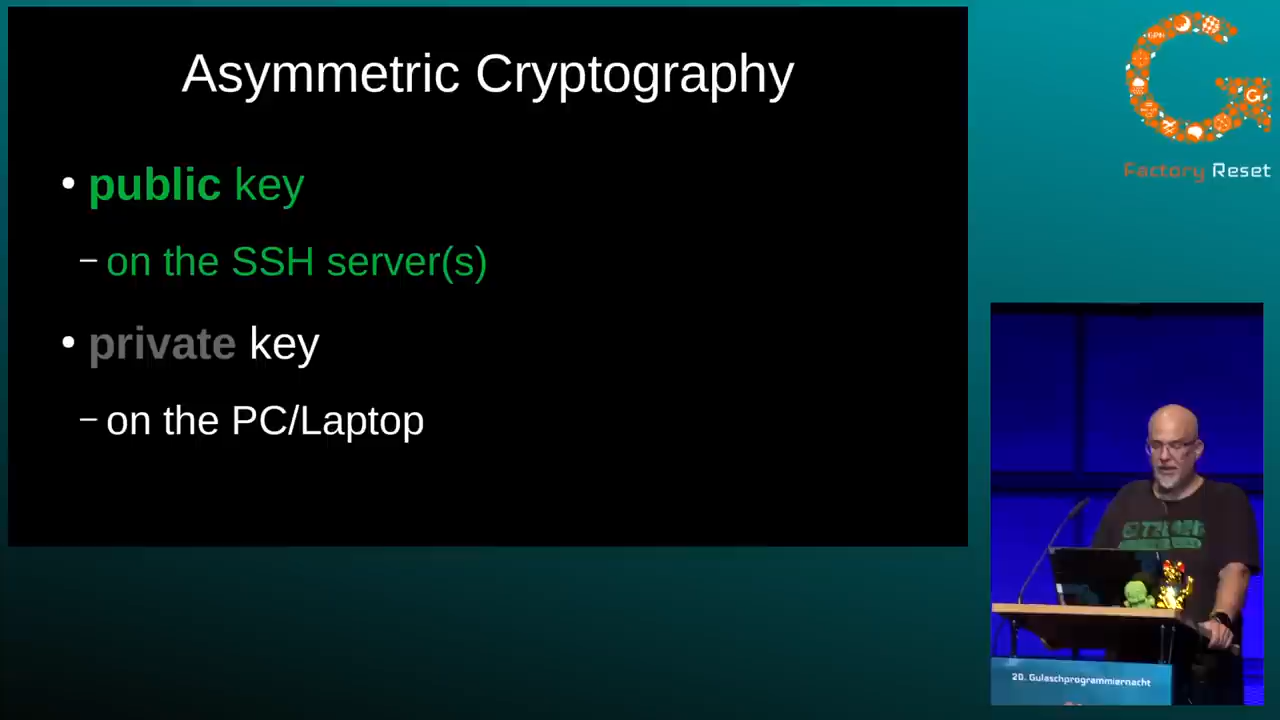 Asymmetric Cryptography
• public key
– on the SSH server(s)
• private key
– on the PC/Laptop
Factory Reset
20. Gulaschprogrammiernacht